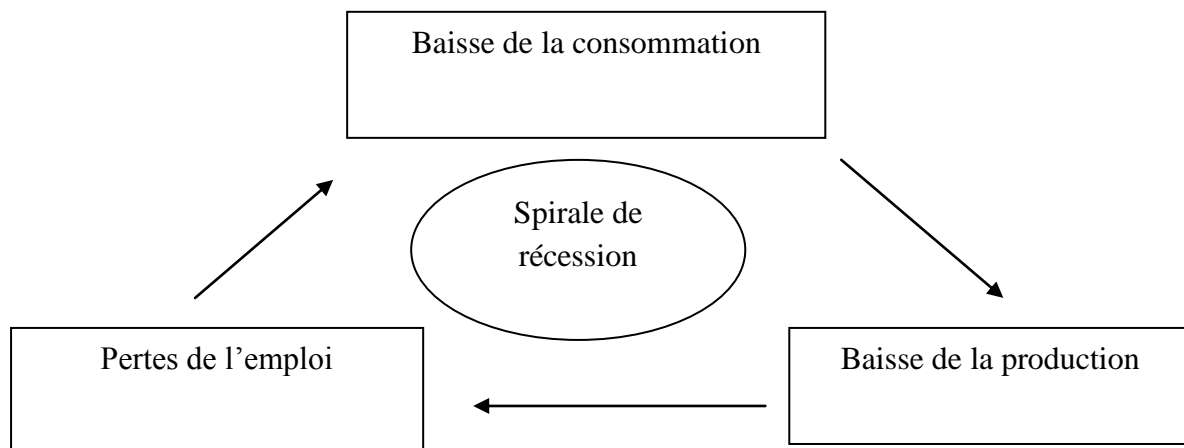 Baisse de la consommation
Spirale de
récession
Pertes de l’emploi
Baisse de la production